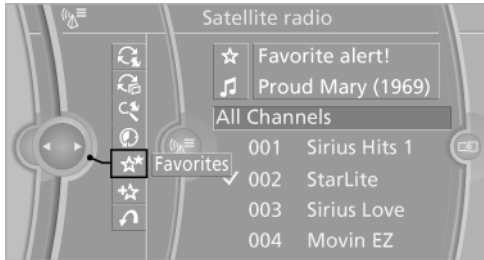 Satellite radio
Favorite alert!
Proud Mary (1969)
All Channels
001 Sirius Hits 1
Favorites
002 StarLite
003 Sirius Love
004 Movin EZ